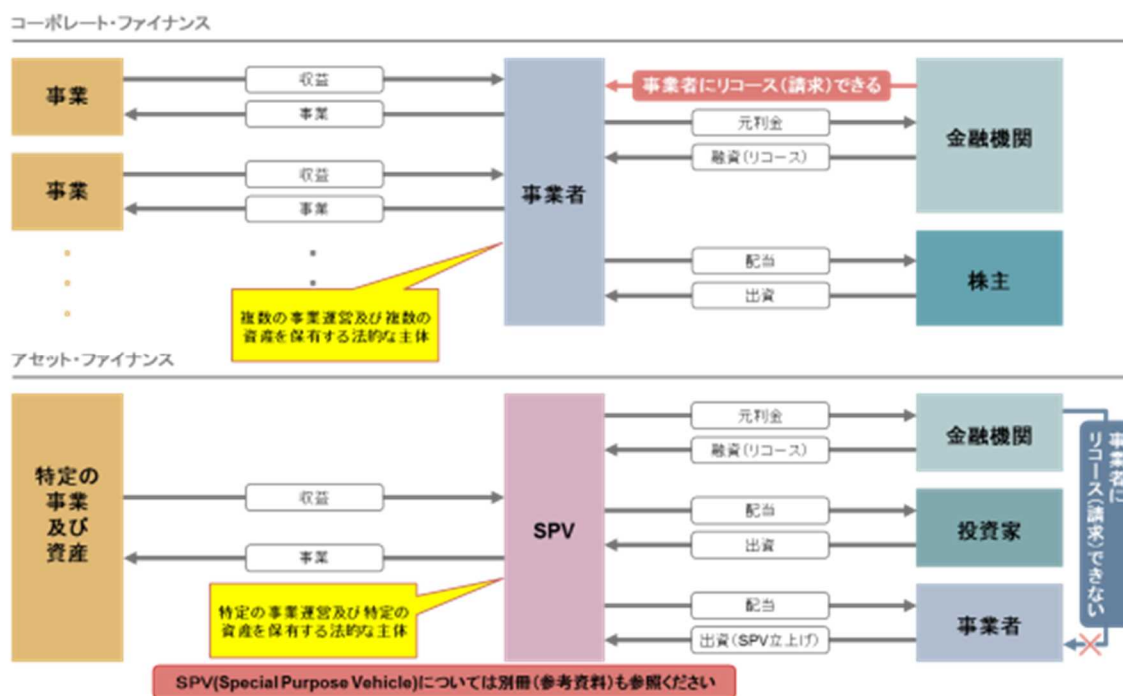 コーポレート・ファイナンス
事業
収益
事業
事業者にリコース(請求)できる
元利金
融資(リコース)
金融機関
事業
収益
事業
事業者
配当
出資
株主
複数の事業運営及び複数の
資産を保有する法的な主体
アセット・ファイナンス
特定の
事業
及び
資産
収益
事業
SPV
元利金
融資(リコース)
金融機関
配当
出資
投資家
配当
出資(SPV立上げ)
事業者
事業者に
リコース(請求)できない
特定の事業運営及び特定の
資産を保有する法的な主体
SPV(Special Purpose Vehicle)については別冊(参考資料)も参照ください